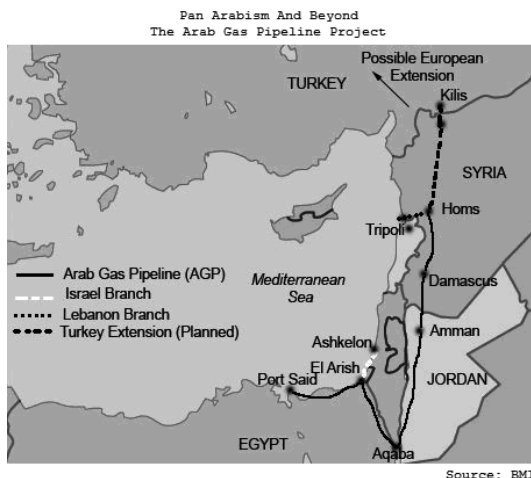 Pan Arabism And Beyond
The Arab Gas Pipeline Project
Possible European
Extension
TURKEY
Kilis
SYRIA
Homs
Tripoli
Arab Gas Pipeline (AGP)
Israel Branch
Lebanon Branch
Turkey Extension (Planned)
Mediterranean
Sea
Damascus
Ashkelon
Amman
El Arish
Port Said
JORDAN
EGYPT
Aqaba
Source: BMI